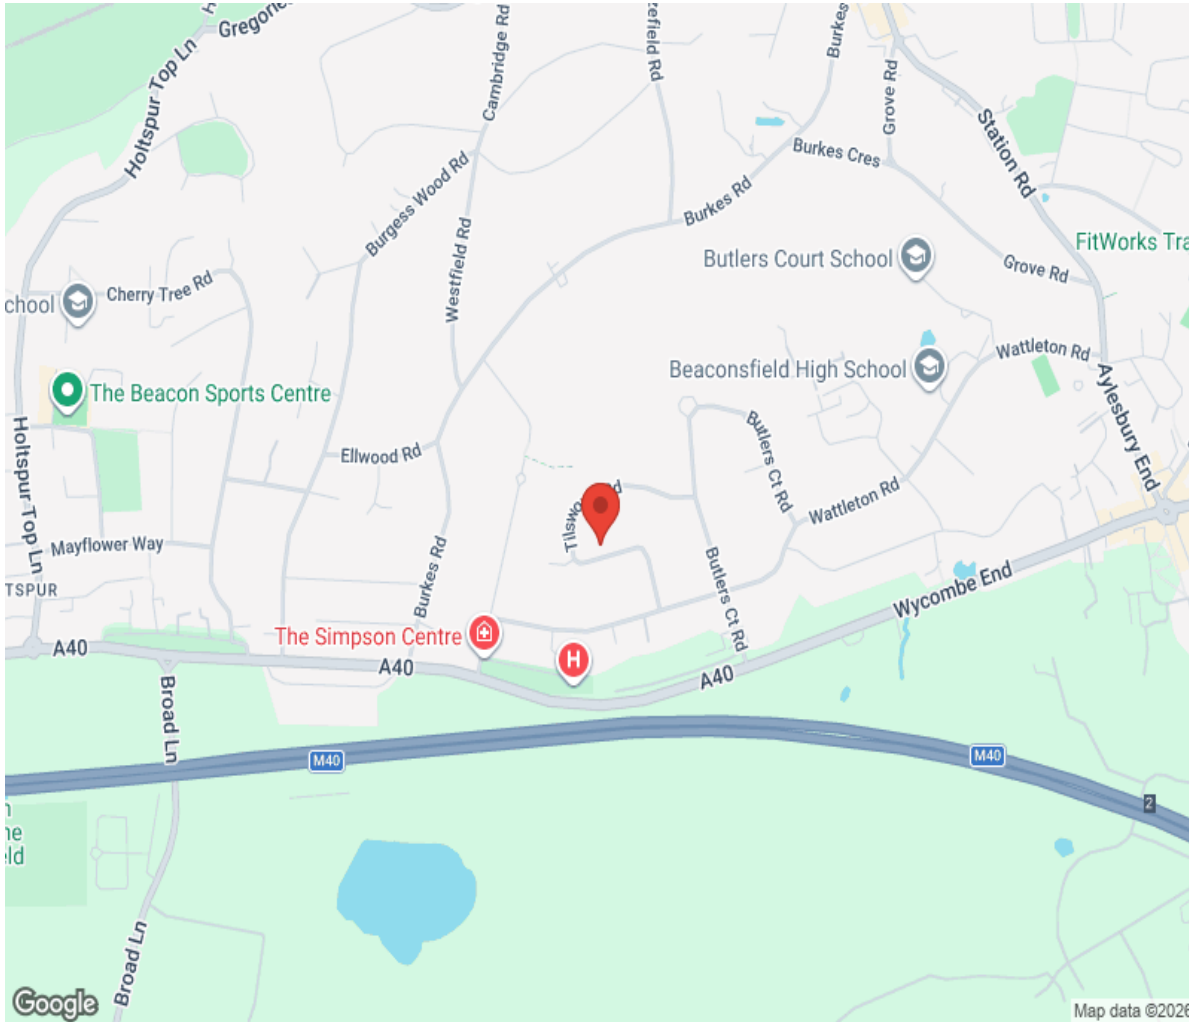 H
Gregories
Holtspur Top Ln
Cambridge Rd
zefield Rd
Burkes
Grove Rd
Station Rd
Burkes Cres
Burgess Wood Rd
Burkes Rd
Westfield Rd
FitWorks Tra
Butlers Court School
Grove Rd
Cherry Tree Rd
chool
Wattleton Rd
Beaconsfield High School
The Beacon Sports Centre
Aylesbury End
Butlers Ct Rd
Holtspur Top Ln
Ellwood Rd
Wattleton Rd
Mayflower Way
TSPUR
Burkes Rd
Butlers Ct Rd
Wycombe End
The Simpson Centre
A40
A40
H
A40
Broad Ln
M40
M40
2
ne
eld
Broad Ln
Google
Map data ©2026